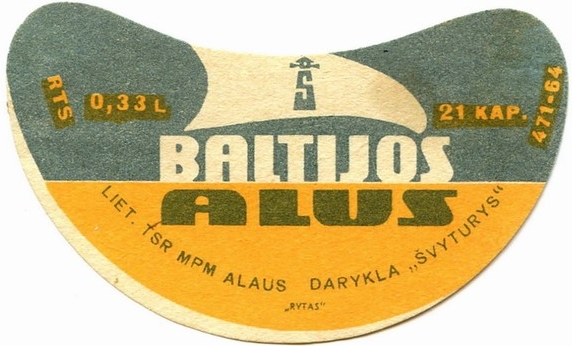 Š
RTS 0,33 L 21 KAP. 471-64
BALTIJOS
ALUS
LIET. TSR MPM ALAUS DARYKLA „ŠVYTURYS“
„RYTAS“